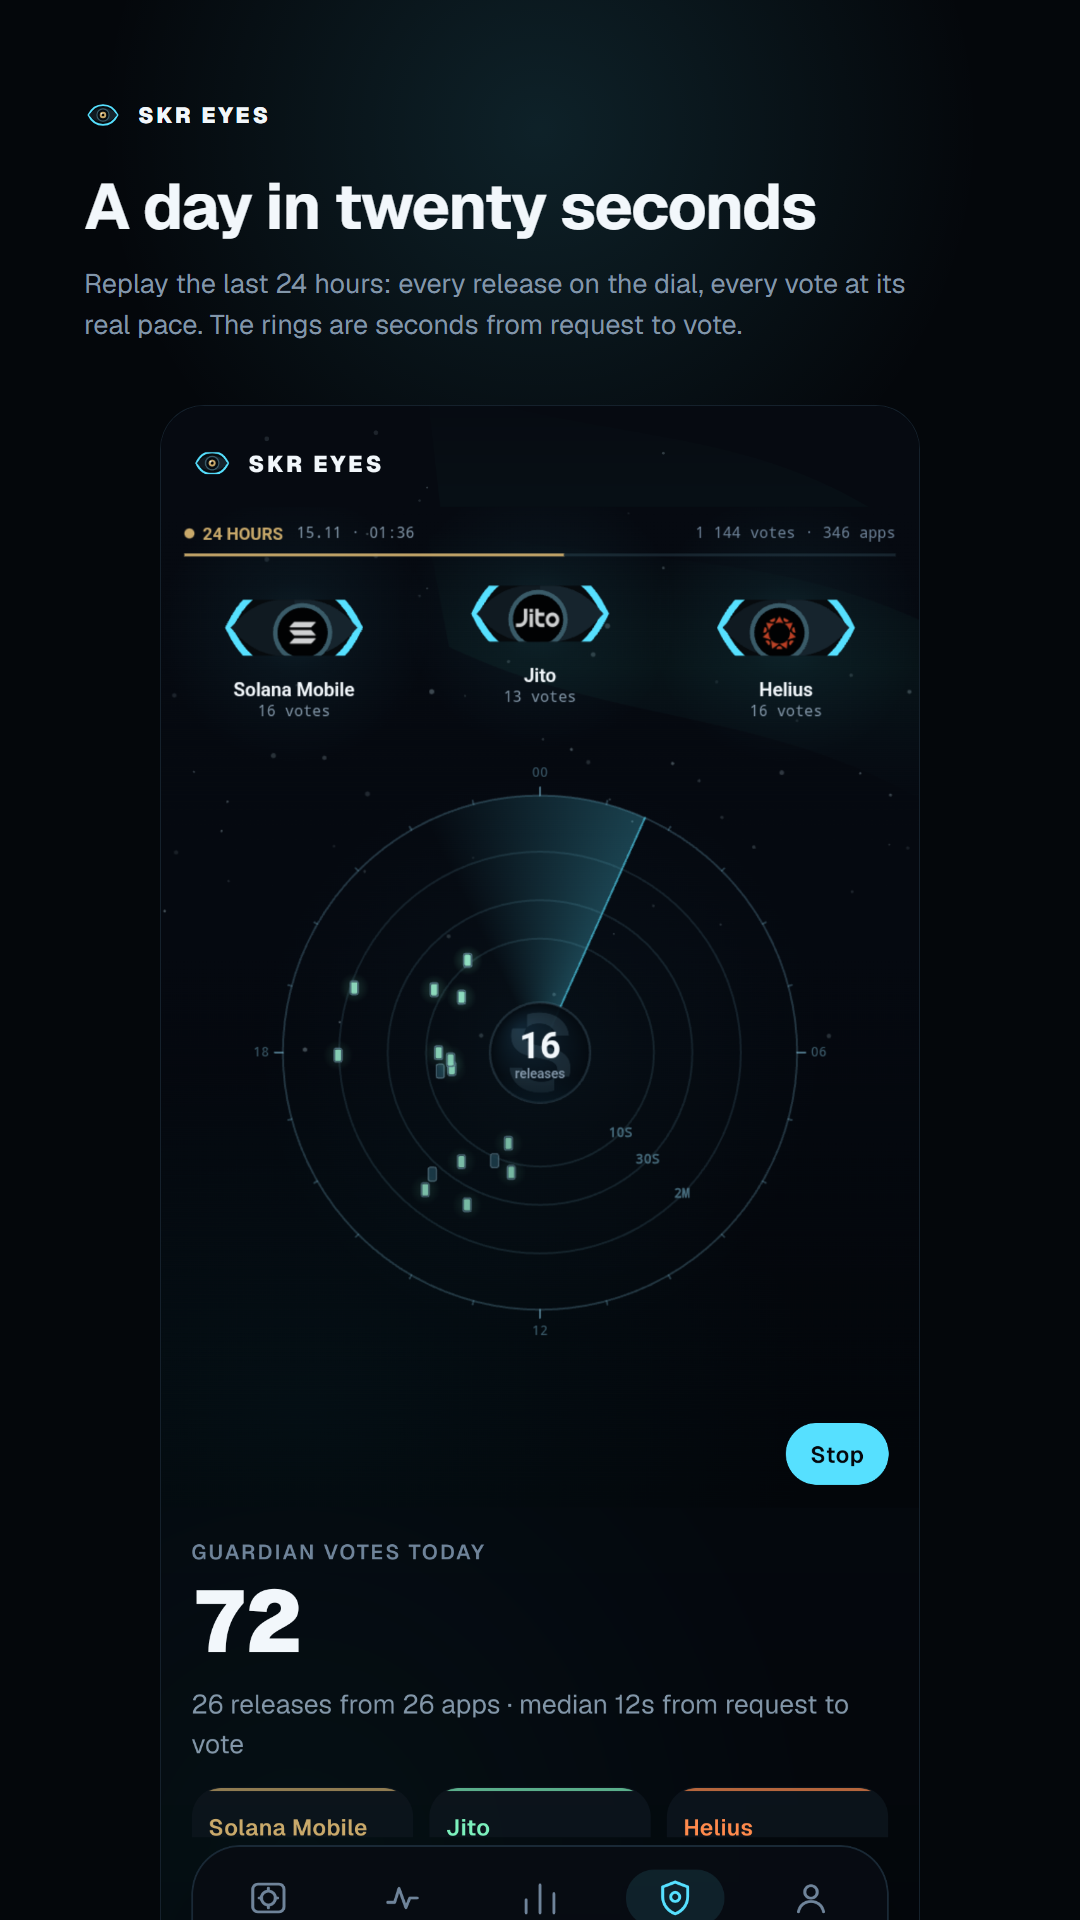 SKR EYES
A day in twenty seconds
Replay the last 24 hours: every release on the dial, every vote at its
real pace. The rings are seconds from request to vote.
SKR EYES
24 HOURS 15.11 · 01:36 1 144 votes · 346 apps
Jito
Solana Mobile Jito Helius
16 votes 13 votes 16 votes
00
18 06
16
releases
10S
30S
2M
12
Stop
GUARDIAN VOTES TODAY
72
26 releases from 26 apps · median 12s from request to
vote
Solana Mobile Jito Helius